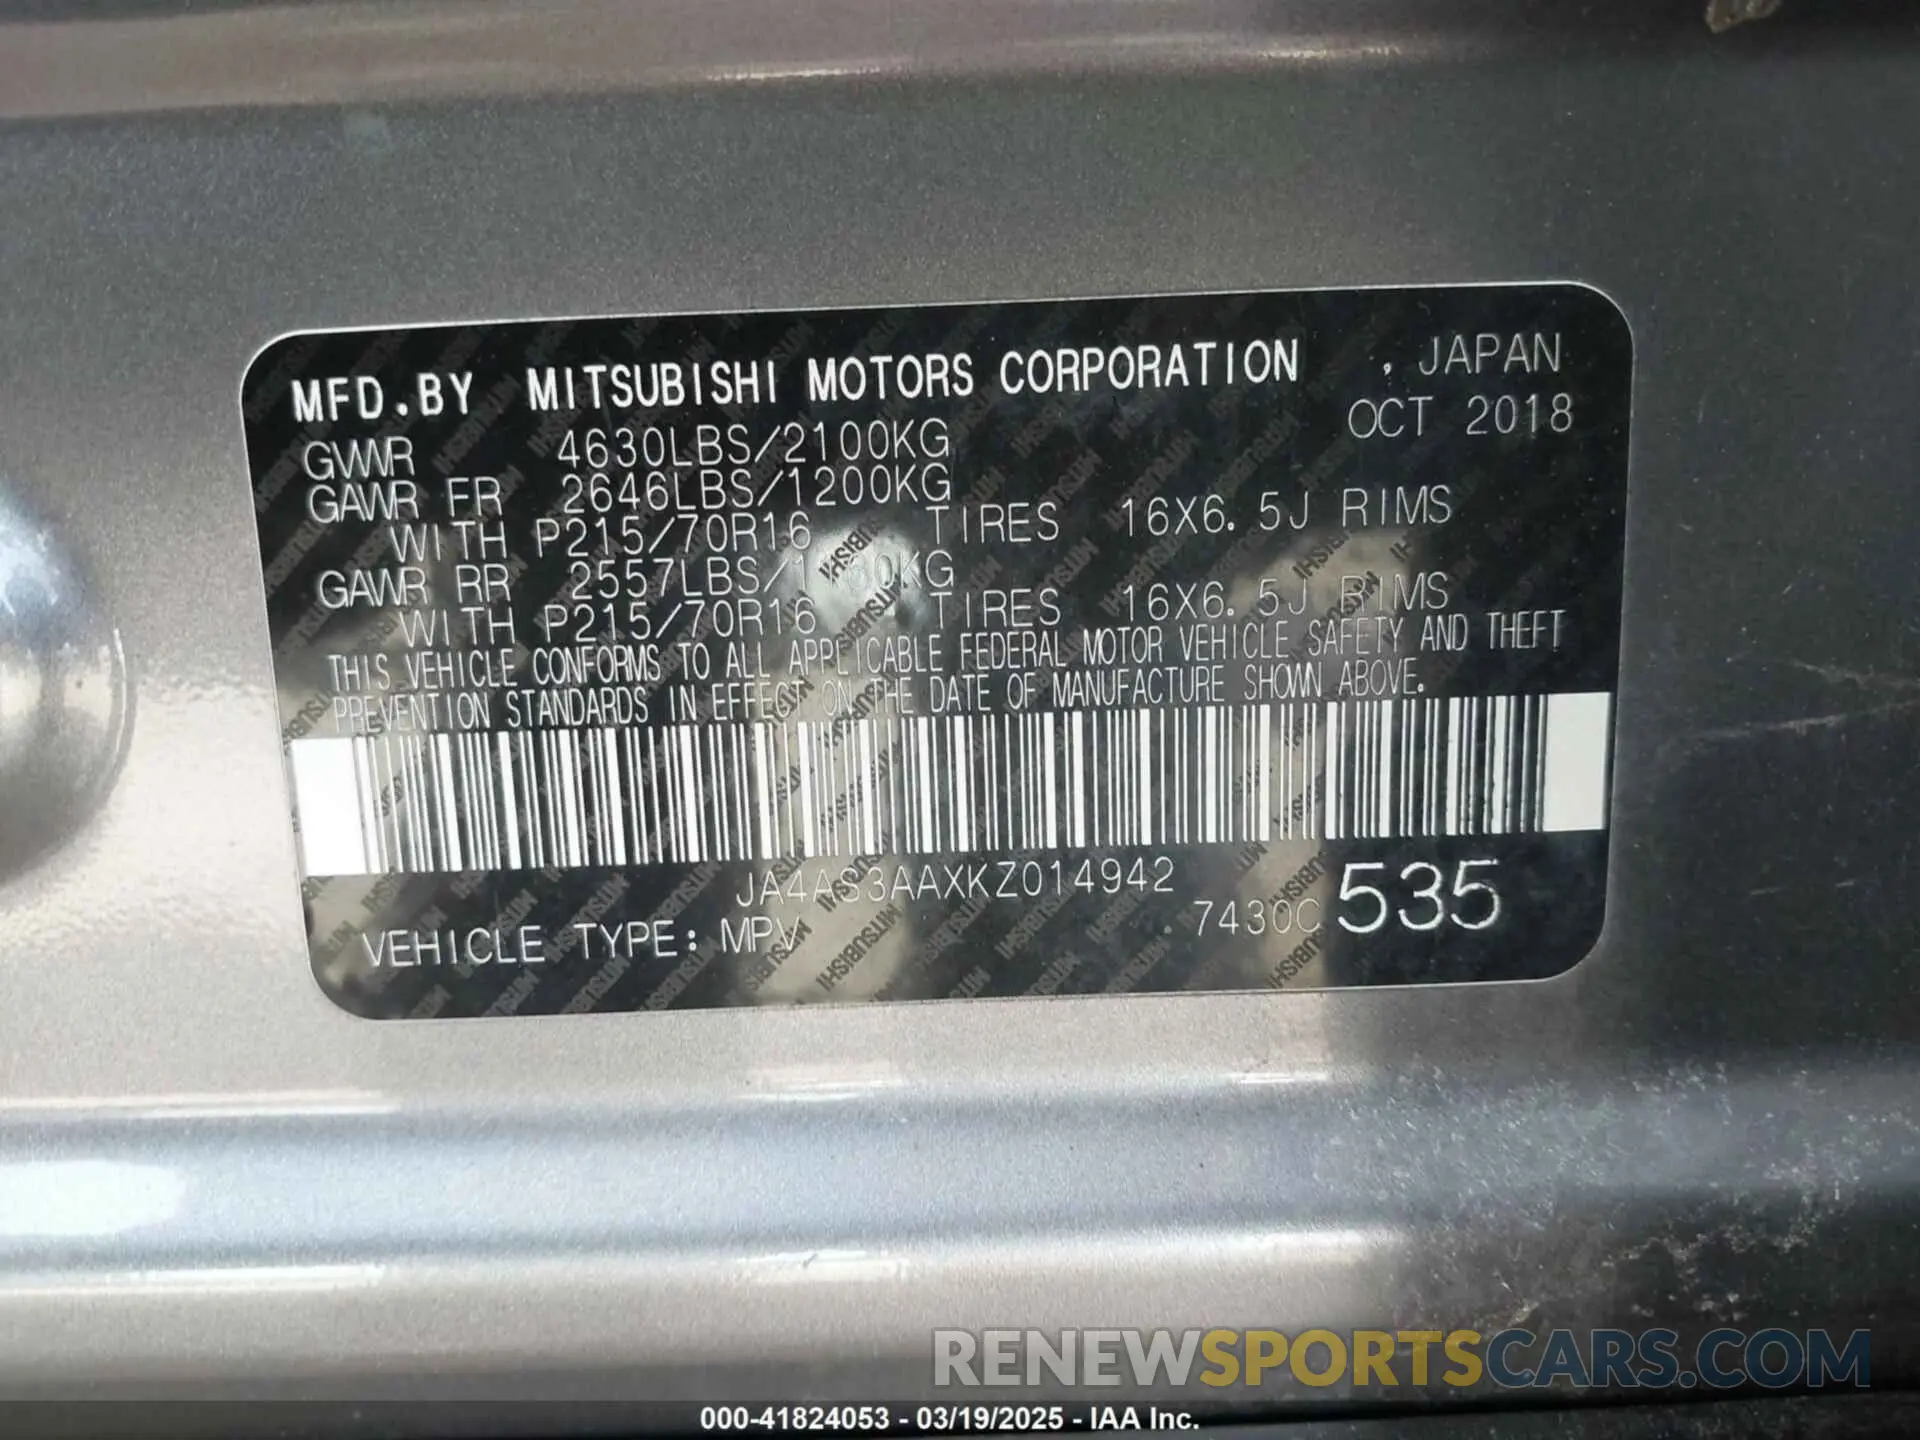 MFD.BY MITSUBISHI MOTORS CORPORATION , JAPAN
GVWR 4630LBS/2100KG OCT 2018
GAWR FR 2646LBS/1200KG
WITH P215/70R16 TIRES 16X6.5J RIMS
GAWR RR 2557LBS/1160KG
WITH P215/70R16 TIRES 16X6.5J RIMS
THIS VEHICLE CONFORMS TO ALL APPLICABLE FEDERAL MOTOR VEHICLE SAFETY AND THEFT
PREVENTION STANDARDS IN EFFECT ON THE DATE OF MANUFACTURE SHOWN ABOVE.
JA4AS3AAXKZ014942
VEHICLE TYPE: MPV 7430C 535
RENEWSPORTSCARS.COM
000-41824053 - 03/19/2025 - IAA Inc.